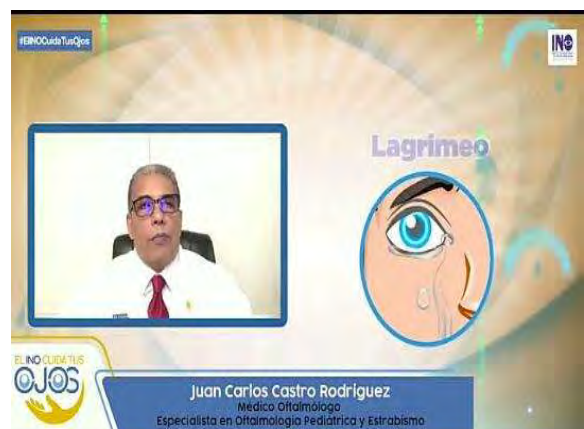 #ElINOCuidaTusOjos
INO
Lagrimeo
EL INO CUIDA TUS
OJOS
Juan Carlos Castro Rodriguez
Médico Oftalmólogo
Especialista en Oftalmología Pediátrica y Estrabismo